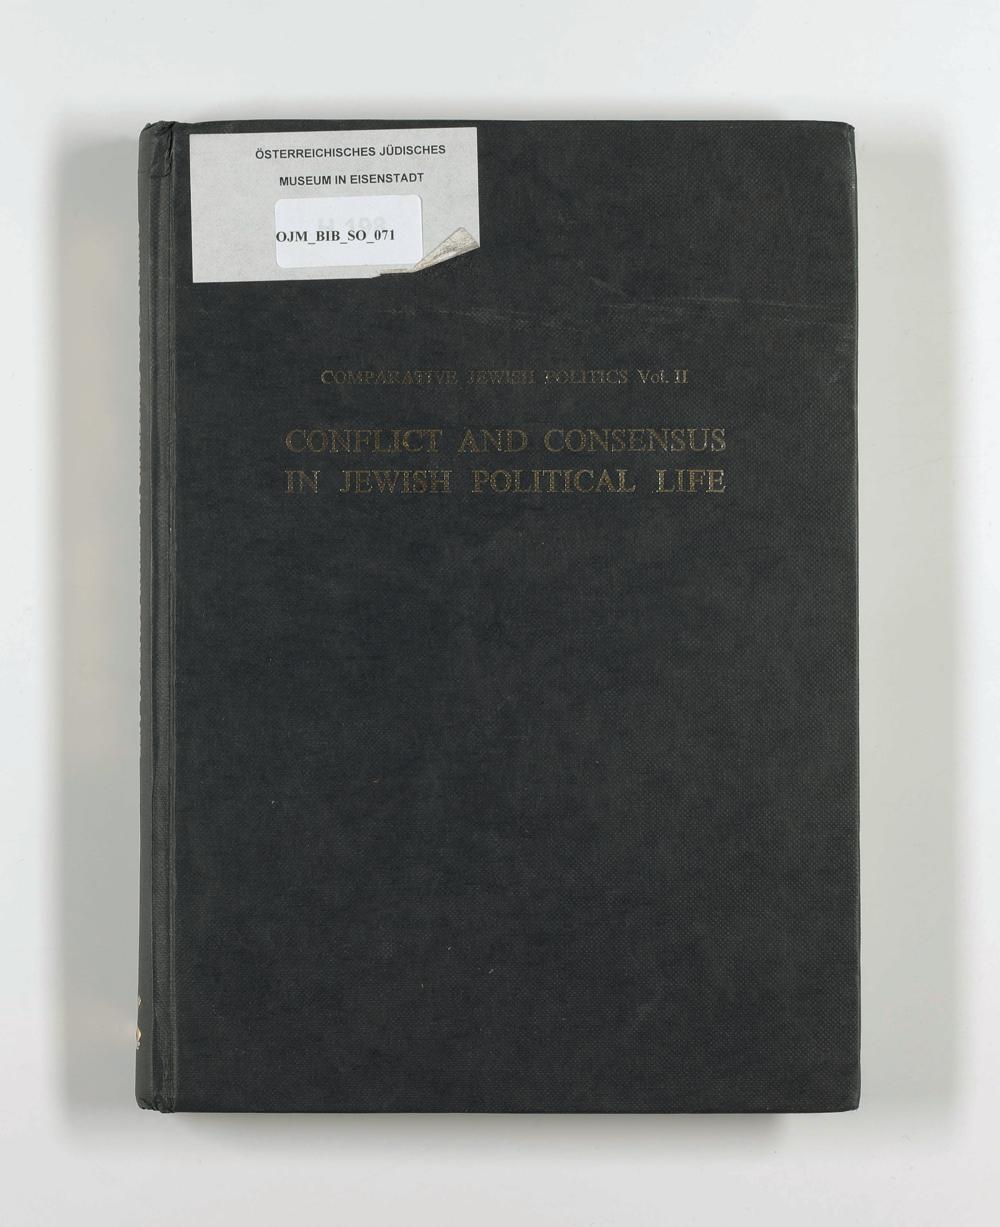 ÖSTERREICHISCHES JÜDISCHES
MUSEUM IN EISENSTADT
OJM_BIB_SO_071
COMPARATIVE JEWISH POLITICS Vol. II
CONFLICT AND CONSENSUS
IN JEWISH POLITICAL LIFE